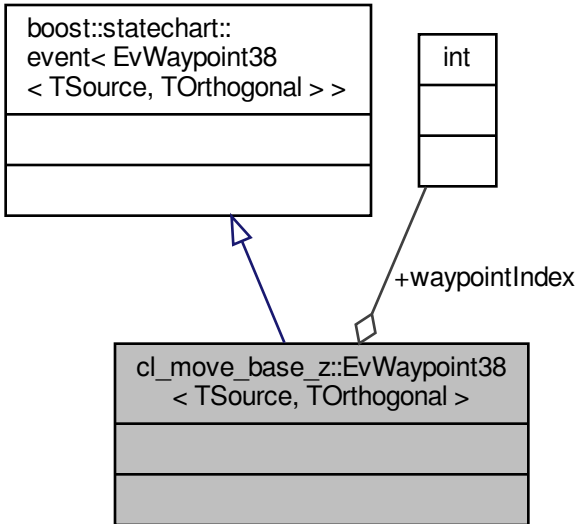 boost::statechart::
event< EvWaypoint38
< TSource, TOrthogonal > >
int
+waypointIndex
cl_move_base_z::EvWaypoint38
< TSource, TOrthogonal >